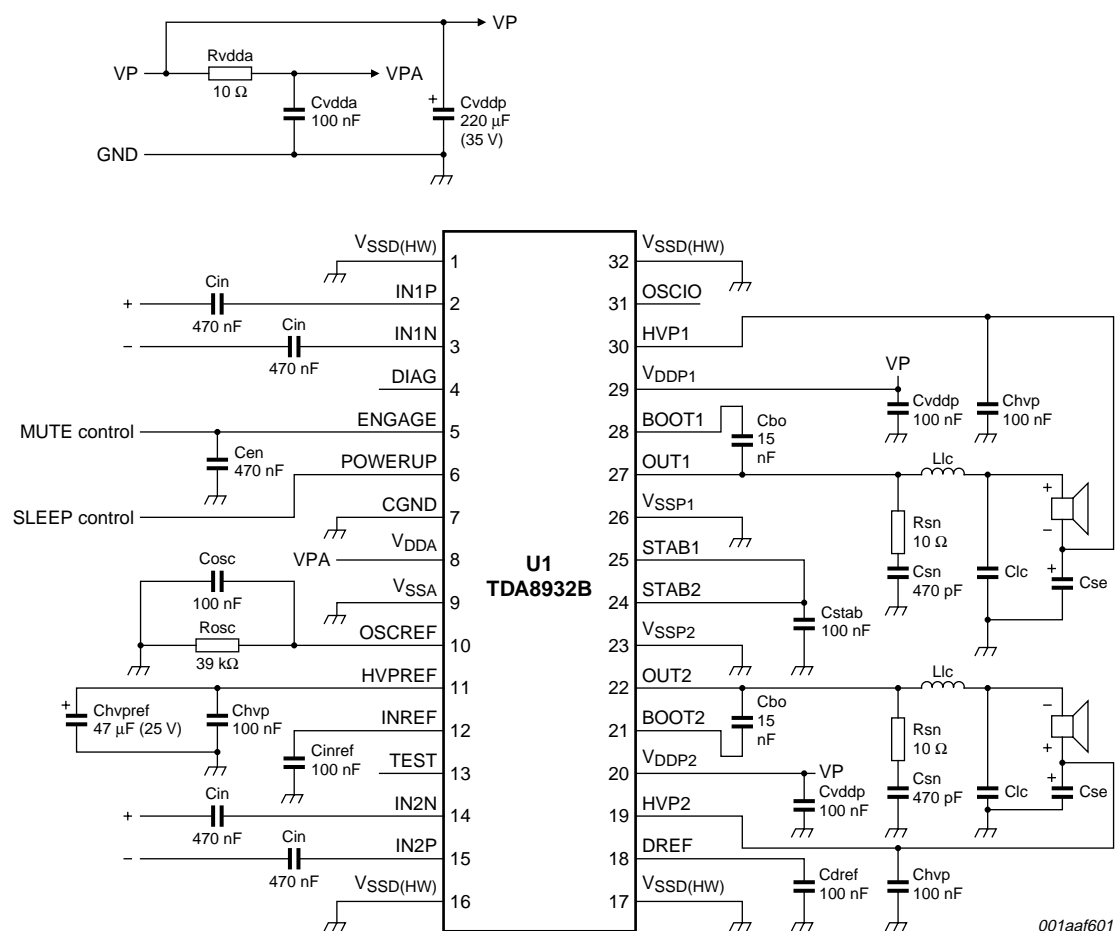 VP
Rvdda
VP
10 Ω
VPA
Cvdda
100 nF
+
Cvddp
220 μF
(35 V)
GND
VSSD(HW)
1
Cin
+
470 nF
IN1P
2
Cin
−
470 nF
IN1N
3
DIAG
4
MUTE control
ENGAGE
5
Cen
470 nF
POWERUP
6
SLEEP control
CGND
7
VPA
VDDA
8
Cosc
100 nF
VSSA
9
Rosc
39 kΩ
OSCREF
10
HVPREF
11
+
Chvpref
47 μF (25 V)
Chvp
100 nF
INREF
12
Cinref
100 nF
TEST
13
Cin
+
470 nF
IN2N
14
Cin
−
470 nF
IN2P
15
VSSD(HW)
16
U1
TDA8932B
32
VSSD(HW)
31
OSCIO
30
HVP1
29
VDDP1
VP
Cvddp
100 nF
Chvp
100 nF
28
BOOT1
Cbo
15
nF
27
OUT1
Llc
+
−
26
VSSP1
Rsn
10 Ω
25
STAB1
Csn
470 pF
Clc
+
Cse
24
STAB2
Cstab
100 nF
23
VSSP2
22
OUT2
Llc
−
+
Cbo
15
nF
21
BOOT2
Rsn
10 Ω
20
VDDP2
VP
Cvddp
100 nF
Csn
470 pF
Clc
+
Cse
19
HVP2
18
DREF
Cdref
100 nF
Chvp
100 nF
17
VSSD(HW)
001aaf601